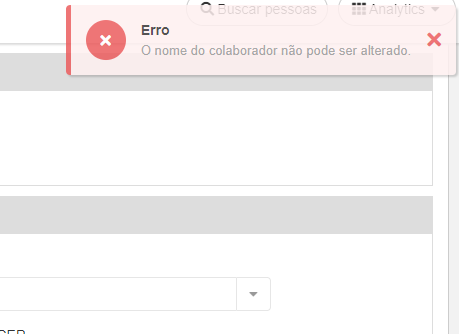 Buscar pessoas
Analytics
Erro
O nome do colaborador não pode ser alterado.